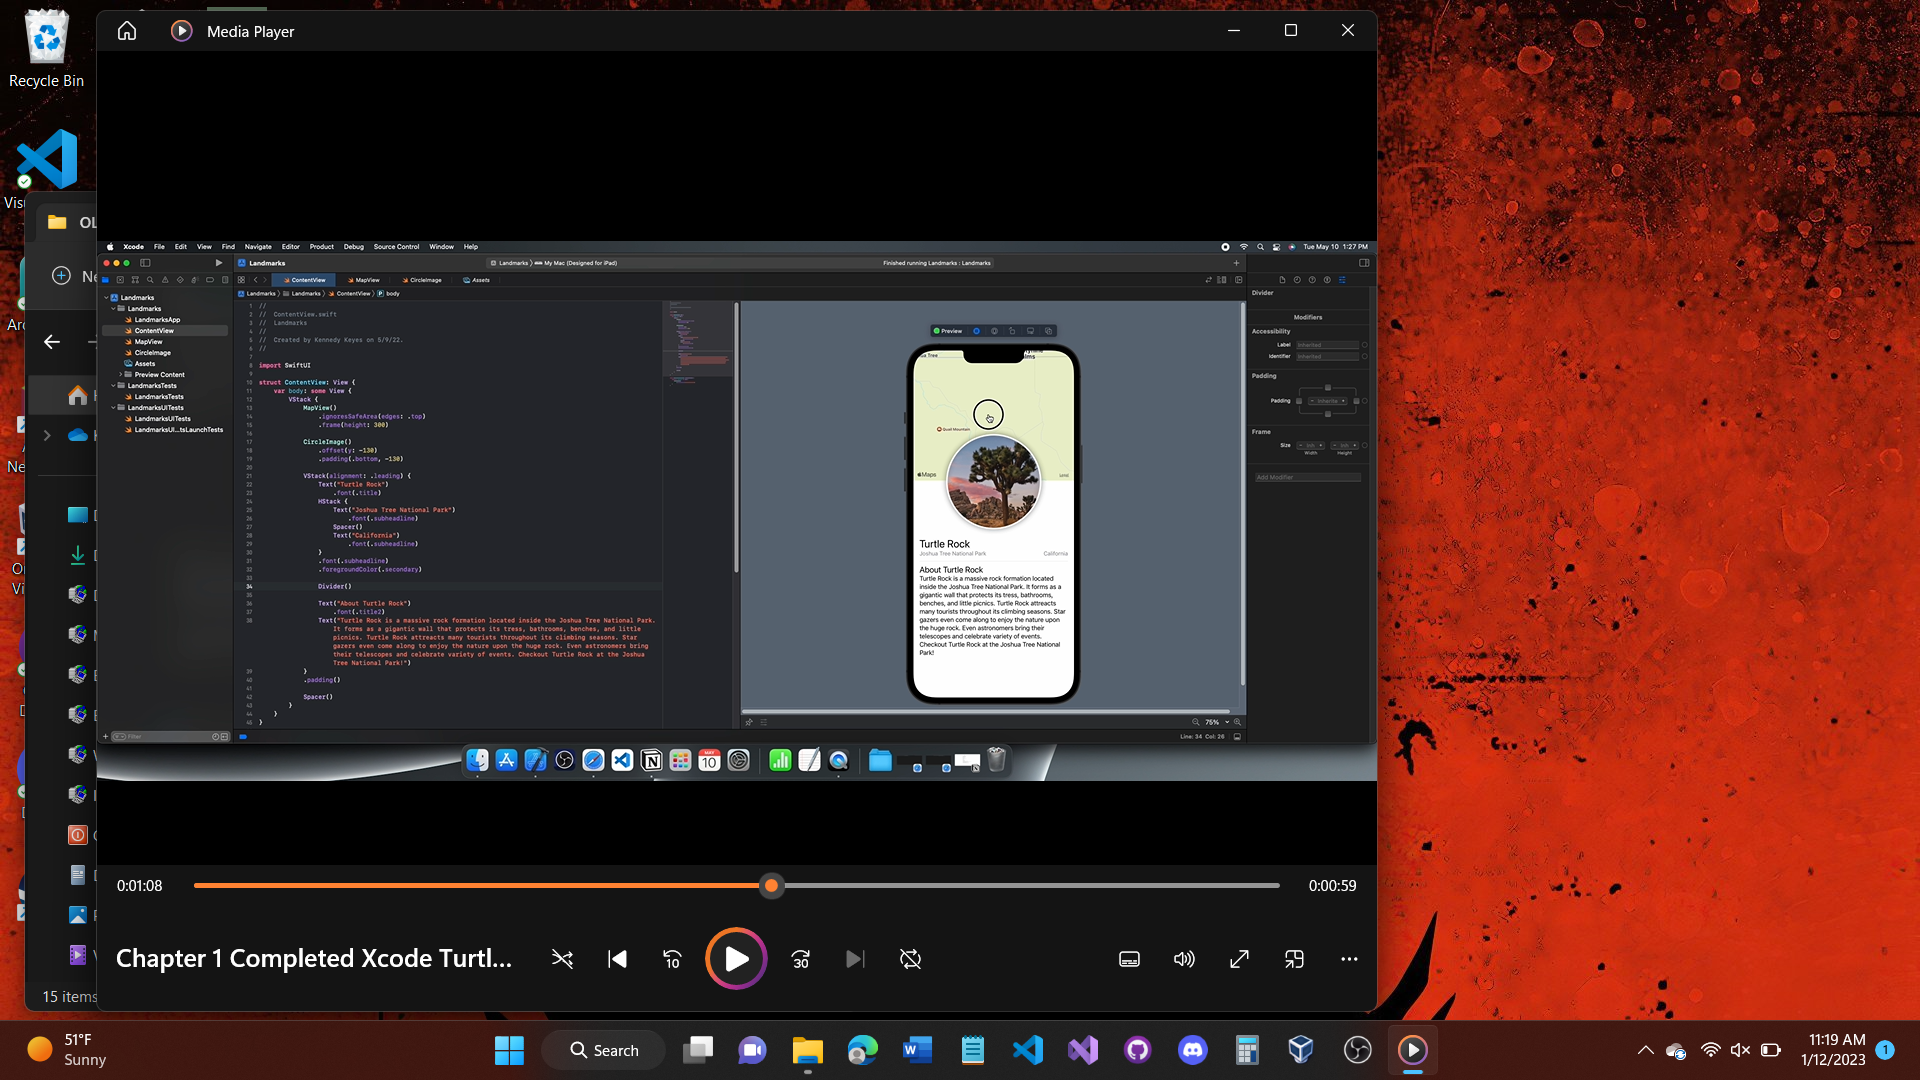 Recycle Bin
Media Player
Xcode File Edit View Find Navigate Editor Product Debug Source Control Window Help
Tue May 10 1:27 PM
Landmarks
Landmarks
My Mac (Designed for iPad)
Finished running Landmarks : Landmarks
ContentView
MapView
CircleImage
Assets
Landmarks
Landmarks
ContentView
body
Landmarks
Landmarks
LandmarksApp
ContentView
MapView
CircleImage
Assets
Preview Content
LandmarksTests
LandmarksTests
LandmarksUITests
LandmarksUITests
LandmarksUI...tsLaunchTests
Filter
//
// ContentView.swift
// Landmarks
//
// Created by Kennedy Keyes on 5/9/22.
//
import SwiftUI
struct ContentView: View {
var body: some View {
VStack {
MapView()
.ignoresSafeArea(edges: .top)
.frame(height: 300)
CircleImage()
.offset(y: -130)
.padding(.bottom, -130)
VStack(alignment: .leading) {
Text("Turtle Rock")
.font(.title)
HStack {
Text("Joshua Tree National Park")
.font(.subheadline)
Spacer()
Text("California")
.font(.subheadline)
}
.font(.subheadline)
.foregroundColor(.secondary)
Divider()
Text("About Turtle Rock")
.font(.title2)
Text("Turtle Rock is a massive rock formation located inside the Joshua Tree National Park.
It forms as a gigantic wall that protects its tress, bathrooms, benches, and little
picnics. Turtle Rock attreacts many tourists throughout its climbing seasons. Star
gazers even come along to enjoy the nature upon the huge rock. Even astronomers bring
their telescopes and celebrate variety of events. Checkout Turtle Rock at the Joshua
Tree National Park!")
}
.padding()
Spacer()
}
}
}
Preview
Quail Mountain
Maps
Turtle Rock
Joshua Tree National Park
California
About Turtle Rock
Turtle Rock is a massive rock formation located
inside the Joshua Tree National Park. It forms as a
gigantic wall that protects its tress, bathrooms,
benches, and little picnics. Turtle Rock attreacts
many tourists throughout its climbing seasons. Star
gazers even come along to enjoy the nature upon
the huge rock. Even astronomers bring their
telescopes and celebrate variety of events.
Checkout Turtle Rock at the Joshua Tree National
Park!
75%
Line: 34 Col: 26
Divider
Modifiers
Accessibility
Label
Inherited
Identifier
Inherited
Padding
Padding
Inherite
Frame
Size
Width
Height
Add Modifier
MAY
10
0:01:08
0:00:59
Chapter 1 Completed Xcode Turtl...
10
30
15 items
51°F
Sunny
Search
11:19 AM
1/12/2023
1